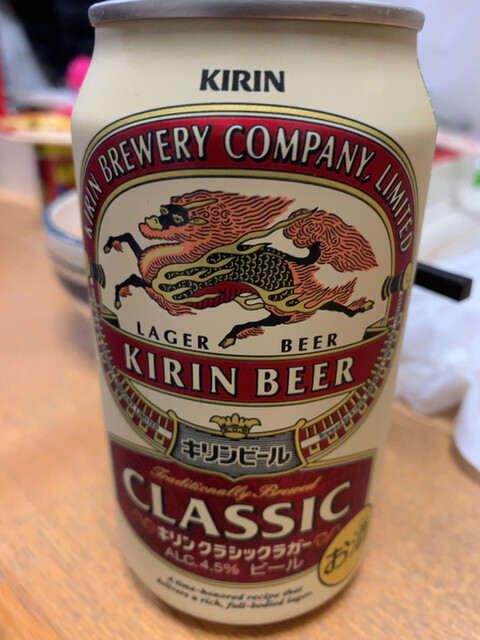 KIRIN
KIRIN BREWERY COMPANY, LIMITED
LAGER BEER
KIRIN BEER
キリンビール
Traditionally Brewed
CLASSIC
キリンクラシックラガー
ALC.4.5% ビール
お酒
A time-honored recipe that
delivers a rich, full-bodied lager.